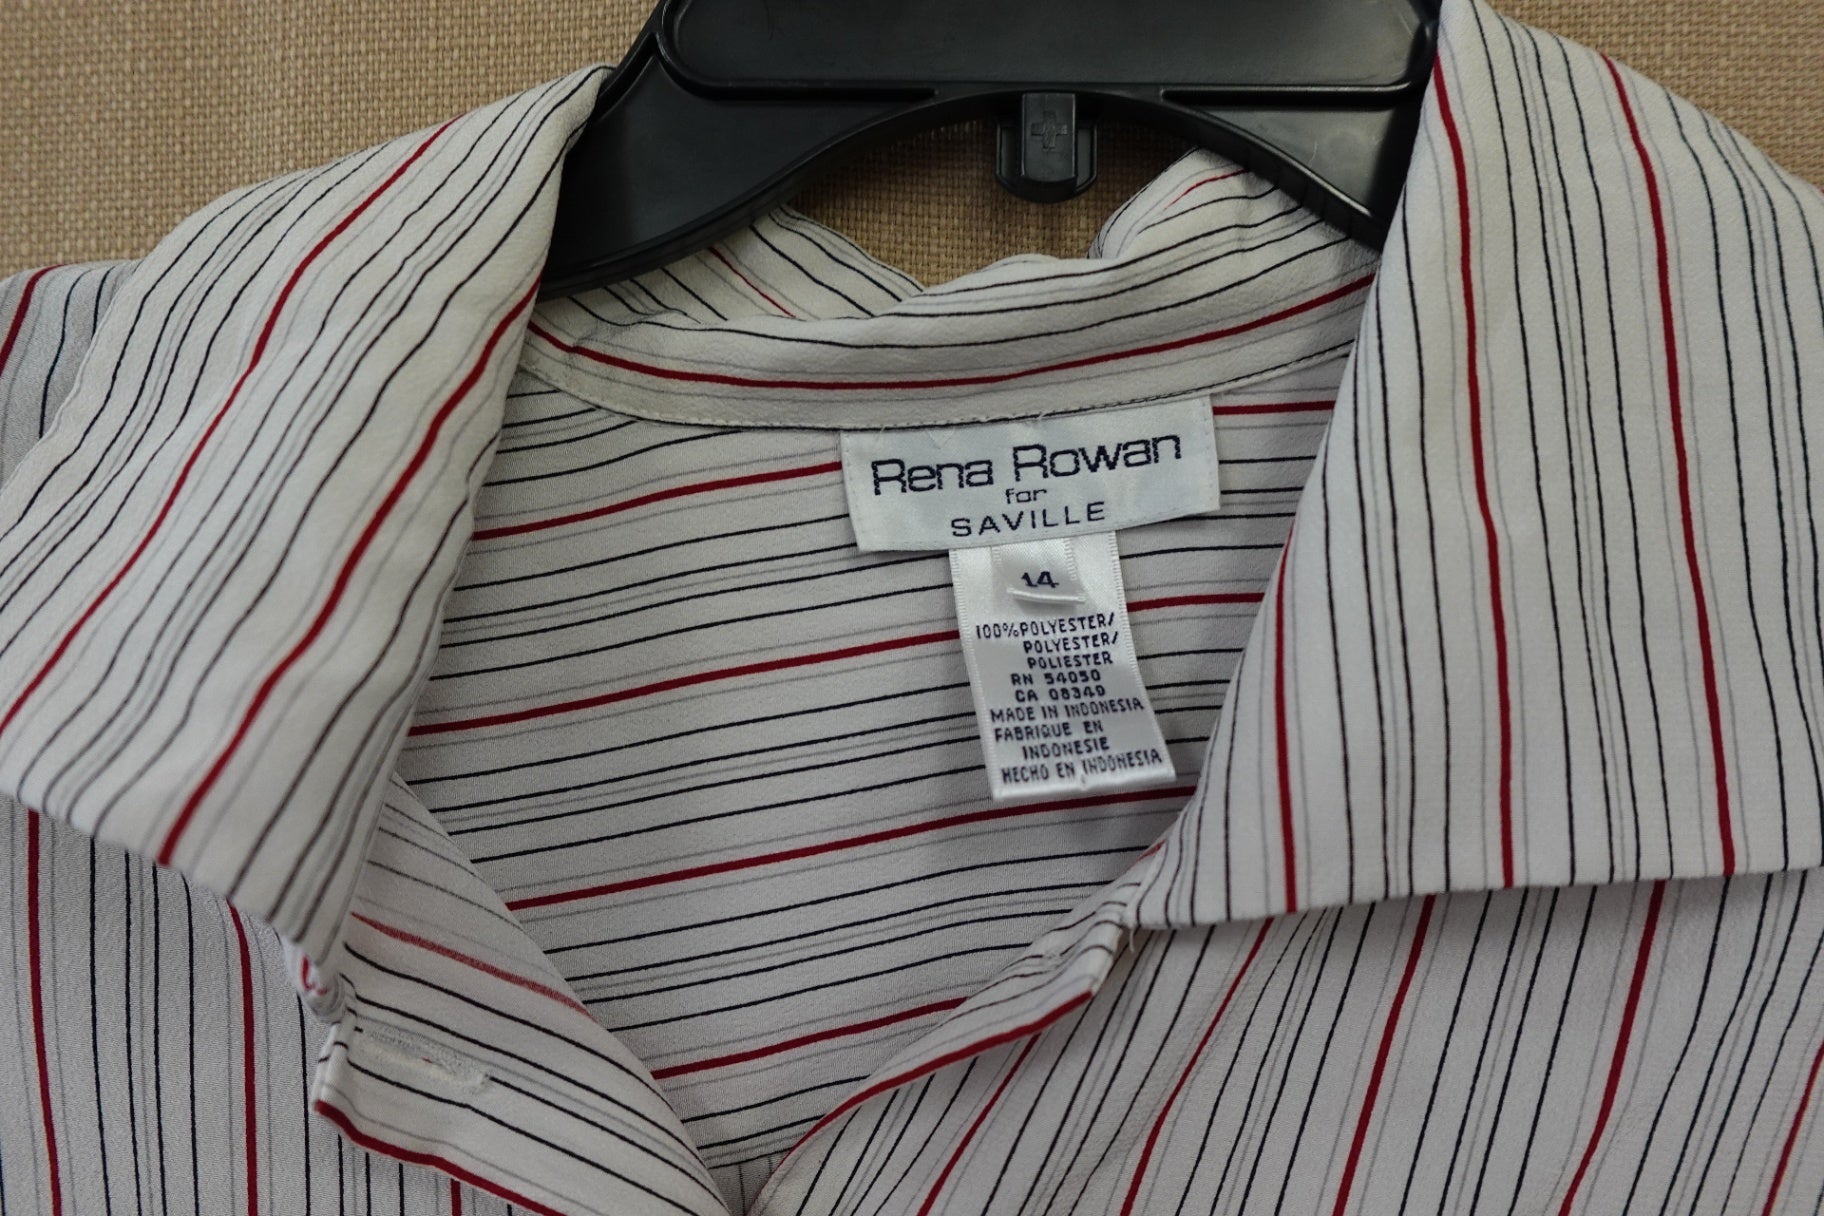 Rena Rowan
for
SAVILLE
14
100%POLYESTER/
POLYESTER/
POLIESTER
RN 54050
CA 08349
MADE IN INDONESIA
FABRIQUE EN
INDONESIE
HECHO EN INDONESIA